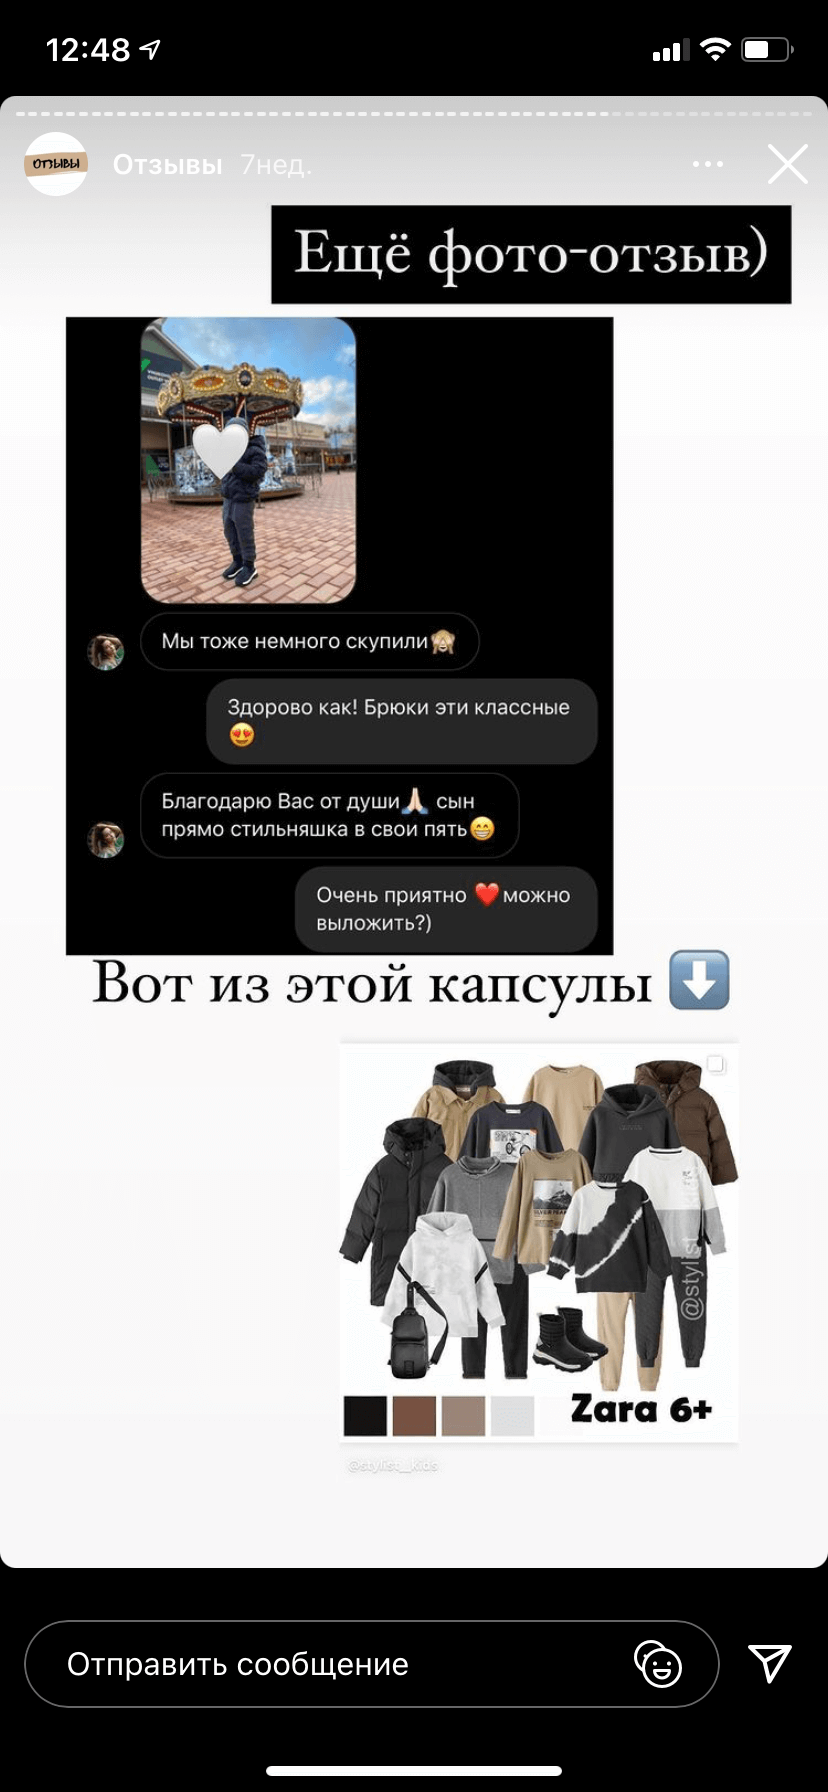 12:48
ОТЗЫВЫ
Отзывы 7нед.
Ещё фото-отзыв)
Мы тоже немного скупили🙈
Здорово как! Брюки эти классные
😍
Благодарю Вас от души🙏🏻 сын
прямо стильняшка в свои пять😁
Очень приятно ❤️можно
выложить?)
Вот из этой капсулы ⬇️
Zara 6+
@stylist__kids
Отправить сообщение